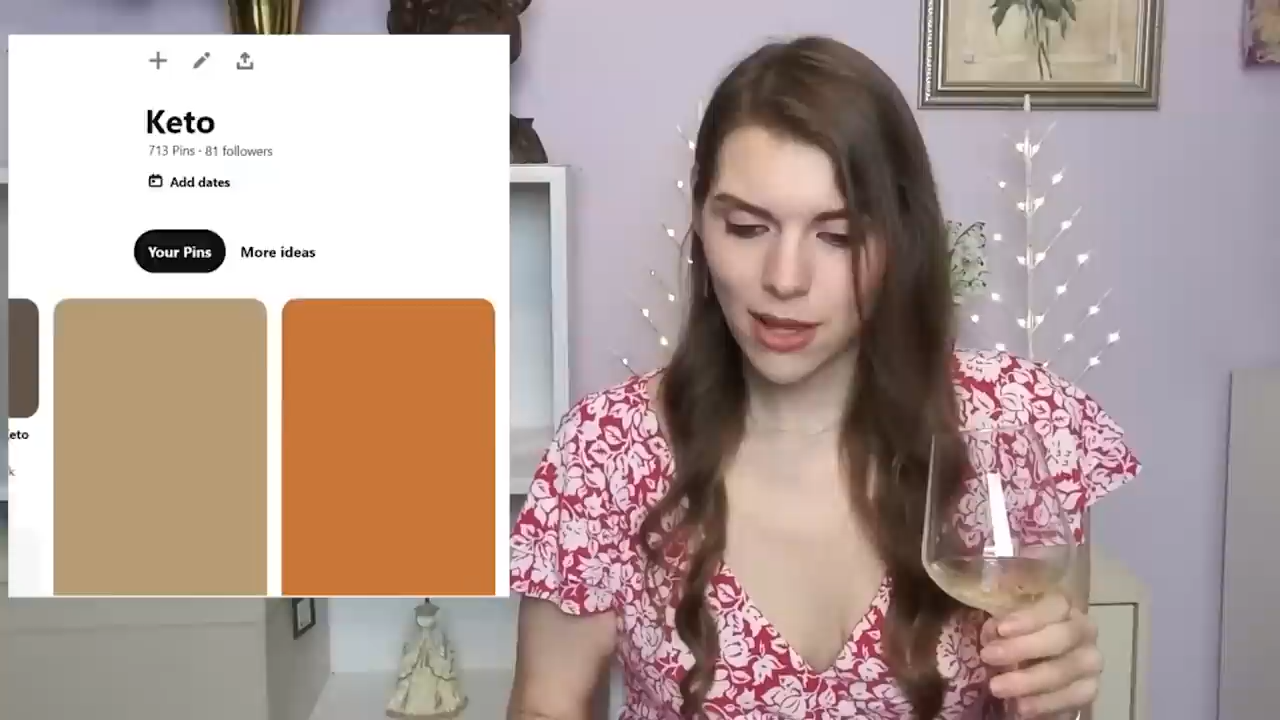 Keto
713 Pins · 81 followers
Add dates
Your Pins
More ideas
eto
k